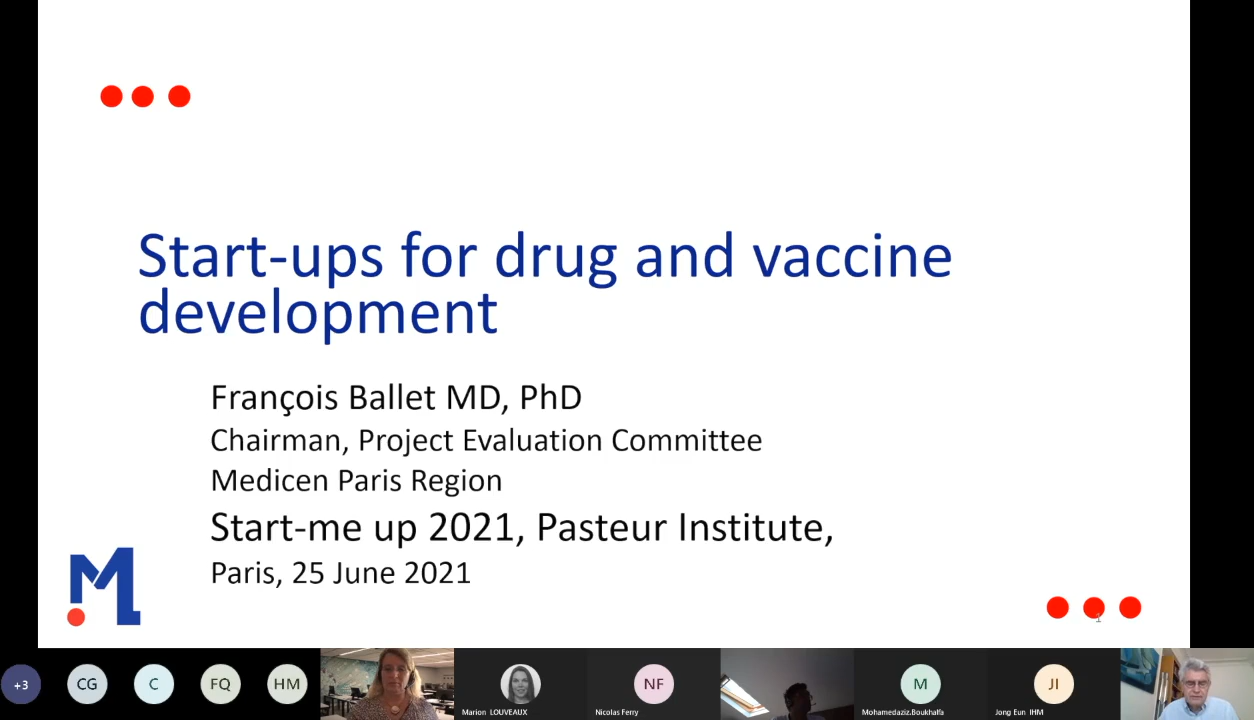 Start-ups for drug and vaccine
development
François Ballet MD, PhD
Chairman, Project Evaluation Committee
Medicen Paris Region
Start-me up 2021, Pasteur Institute,
Paris, 25 June 2021
M
1
+3
CG
C
FQ
HM
Marion LOUVEAUX
NF
Nicolas Ferry
M
Mohamedaziz.Boukhalfa
JI
Jong Eun IHM